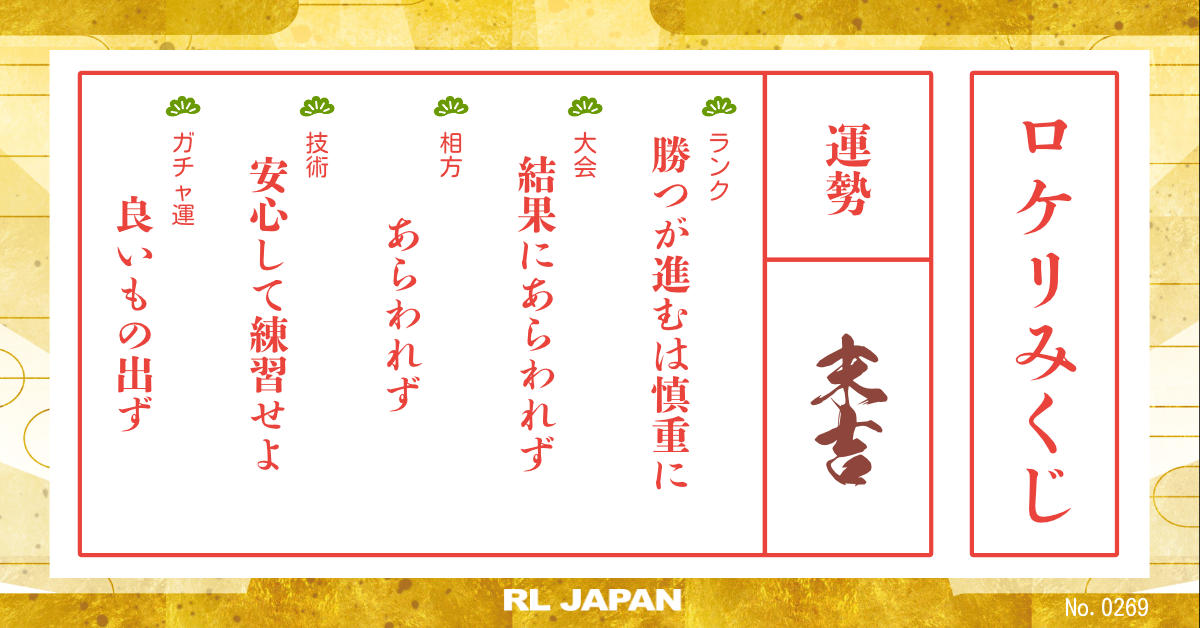 ロケリみくじ
運勢
末吉
ランク
勝つが進むは慎重に
大会
結果にあらわれず
相方
あらわれず
技術
安心して練習せよ
ガチャ運
良いもの出ず
RL JAPAN
No. 0269